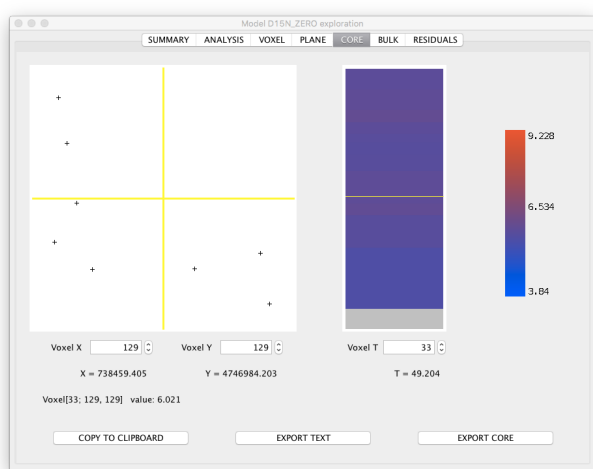 Model D15N_ZERO exploration
SUMMARY ANALYSIS VOXEL PLANE CORE BULK RESIDUALS
9.228
6.534
3.84
Voxel X 129 Voxel Y 129 Voxel T 33
X = 738459.405 Y = 4746984.203 T = 49.204
Voxel[33; 129, 129] value: 6.021
COPY TO CLIPBOARD EXPORT TEXT EXPORT CORE